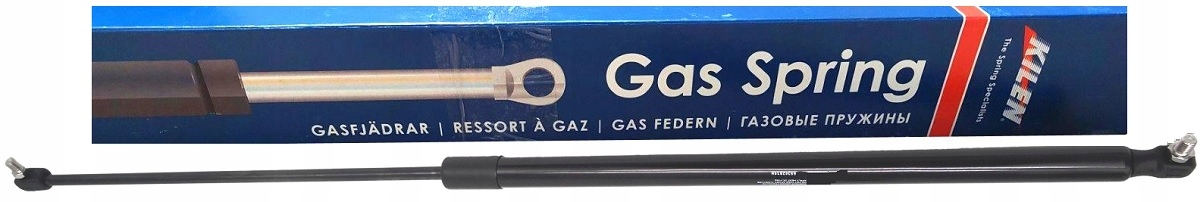 Gas Spring
GASFJÄDRAR | RESSORT À GAZ | GAS FEDERN | ГАЗОВЫЕ ПРУЖИНЫ
KILEN
The Spring Specialists